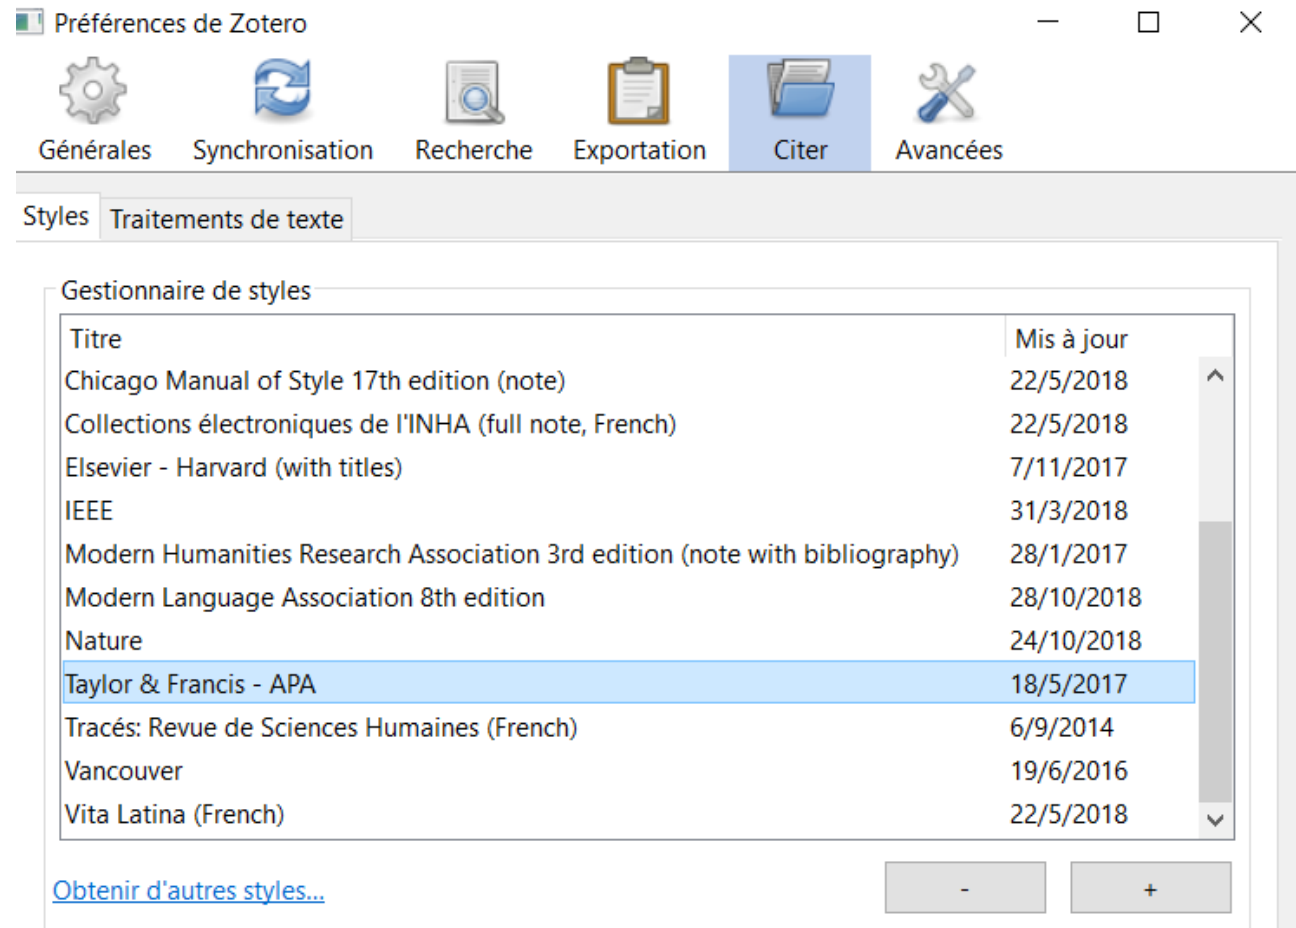 Préférences de Zotero
Générales Synchronisation Recherche Exportation Citer Avancées
Styles Traitements de texte
Gestionnaire de styles
Titre Mis à jour
Chicago Manual of Style 17th edition (note) 22/5/2018
Collections électroniques de l'INHA (full note, French) 22/5/2018
Elsevier - Harvard (with titles) 7/11/2017
IEEE 31/3/2018
Modern Humanities Research Association 3rd edition (note with bibliography) 28/1/2017
Modern Language Association 8th edition 28/10/2018
Nature 24/10/2018
Taylor & Francis - APA 18/5/2017
Tracés: Revue de Sciences Humaines (French) 6/9/2014
Vancouver 19/6/2016
Vita Latina (French) 22/5/2018
Obtenir d'autres styles... - +